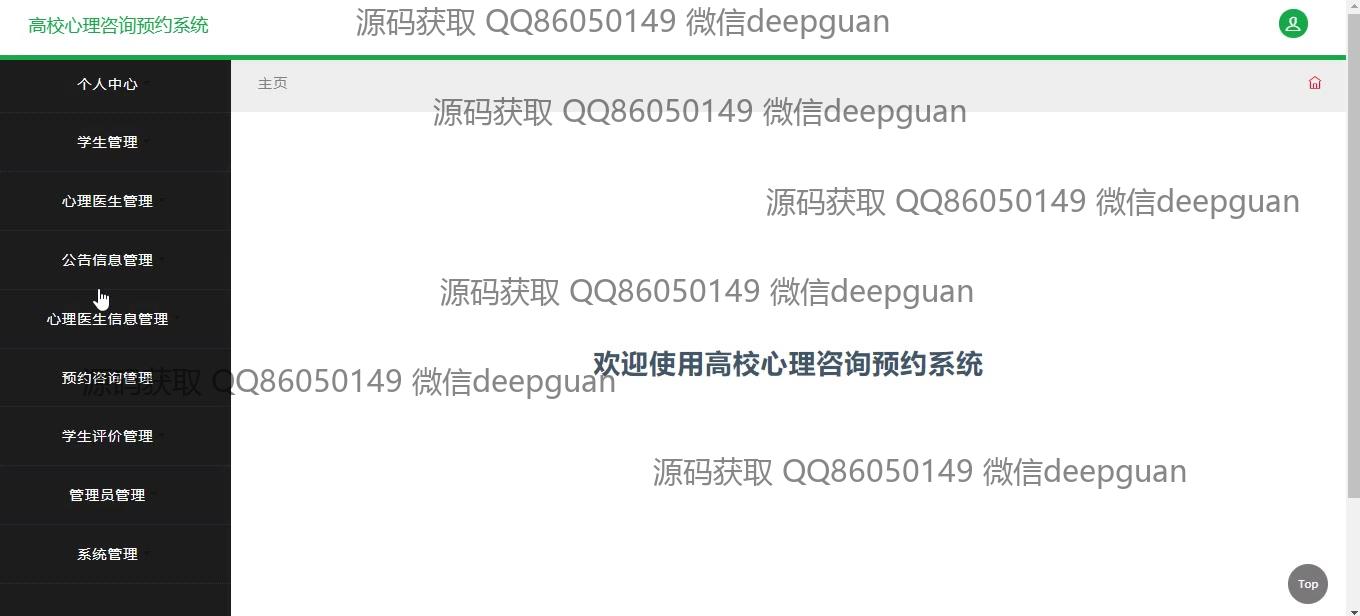 高校心理咨询预约系统
源码获取 QQ86050149 微信deepguan
个人中心
主页
源码获取 QQ86050149 微信deepguan
学生管理
心理医生管理
源码获取 QQ86050149 微信deepguan
公告信息管理
源码获取 QQ86050149 微信deepguan
心理医生信息管理
欢迎使用高校心理咨询预约系统
预约咨询管理
源码获取 QQ86050149 微信deepguan
学生评价管理
源码获取 QQ86050149 微信deepguan
管理员管理
系统管理
Top